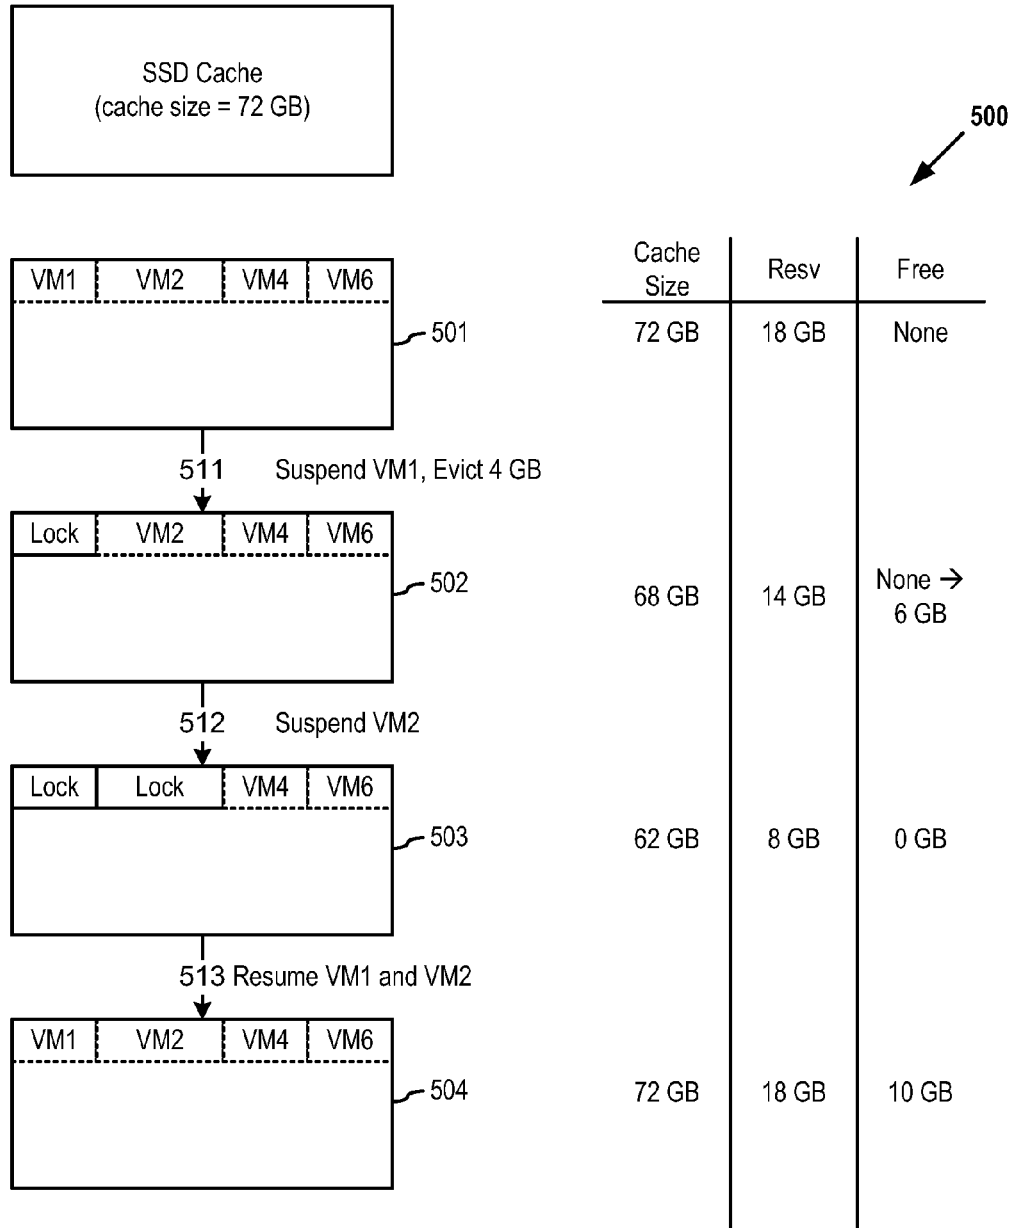 SSD Cache
(cache size = 72 GB)
500
Cache
Size
Resv
Free
VM1 VM2 VM4 VM6
501
72 GB 18 GB None
511 Suspend VM1, Evict 4 GB
Lock VM2 VM4 VM6
502
68 GB 14 GB None →
6 GB
512 Suspend VM2
Lock Lock VM4 VM6
503
62 GB 8 GB 0 GB
513 Resume VM1 and VM2
VM1 VM2 VM4 VM6
504
72 GB 18 GB 10 GB